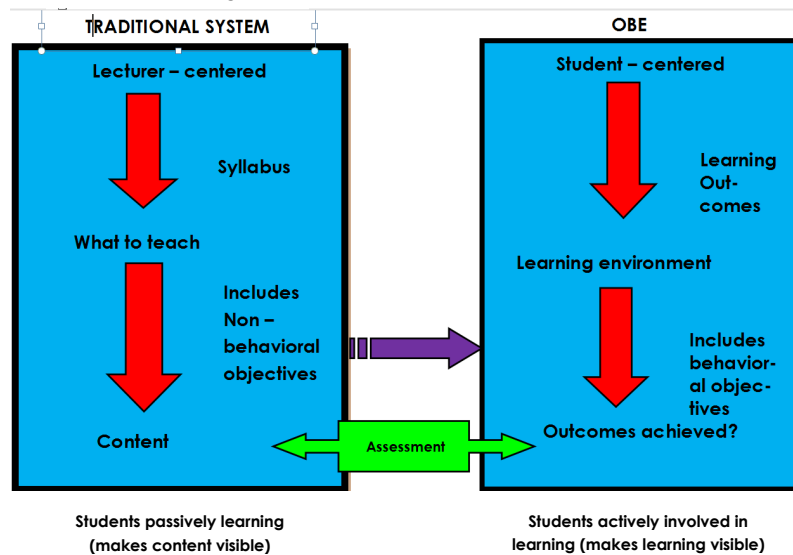 TRADITIONAL SYSTEM
Lecturer – centered
Syllabus
What to teach
Includes
Non –
behavioral
objectives
Content
Students passively learning
(makes content visible)
Assessment
OBE
Student – centered
Learning
Out-
comes
Learning environment
Includes
behavior-
al objec-
tives
Outcomes achieved?
Students actively involved in
learning (makes learning visible)